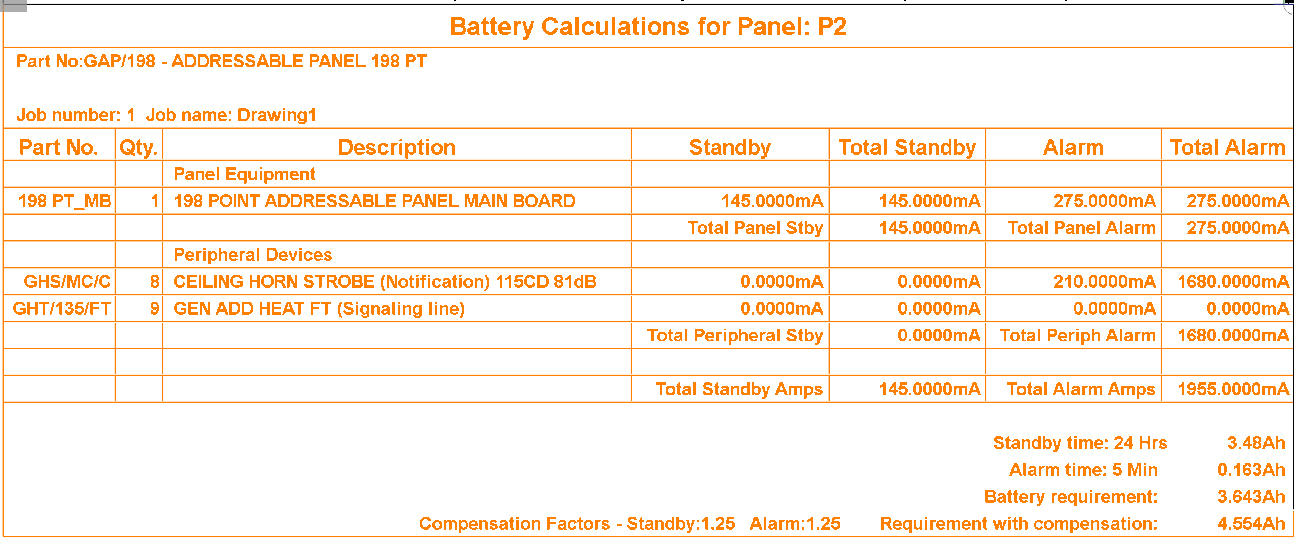 Battery Calculations for Panel: P2
Part No:GAP/198 - ADDRESSABLE PANEL 198 PT
Job number: 1 Job name: Drawing1
Part No. Qty. Description Standby Total Standby Alarm Total Alarm
Panel Equipment
198 PT_MB 1 198 POINT ADDRESSABLE PANEL MAIN BOARD 145.0000mA 145.0000mA 275.0000mA 275.0000mA
Total Panel Stby 145.0000mA Total Panel Alarm 275.0000mA
Peripheral Devices
GHS/MC/C 8 CEILING HORN STROBE (Notification) 115CD 81dB 0.0000mA 0.0000mA 210.0000mA 1680.0000mA
GHT/135/FT 9 GEN ADD HEAT FT (Signaling line) 0.0000mA 0.0000mA 0.0000mA 0.0000mA
Total Peripheral Stby 0.0000mA Total Periph Alarm 1680.0000mA
Total Standby Amps 145.0000mA Total Alarm Amps 1955.0000mA
Standby time: 24 Hrs 3.48Ah
Alarm time: 5 Min 0.163Ah
Battery requirement: 3.643Ah
Compensation Factors - Standby:1.25 Alarm:1.25 Requirement with compensation: 4.554Ah